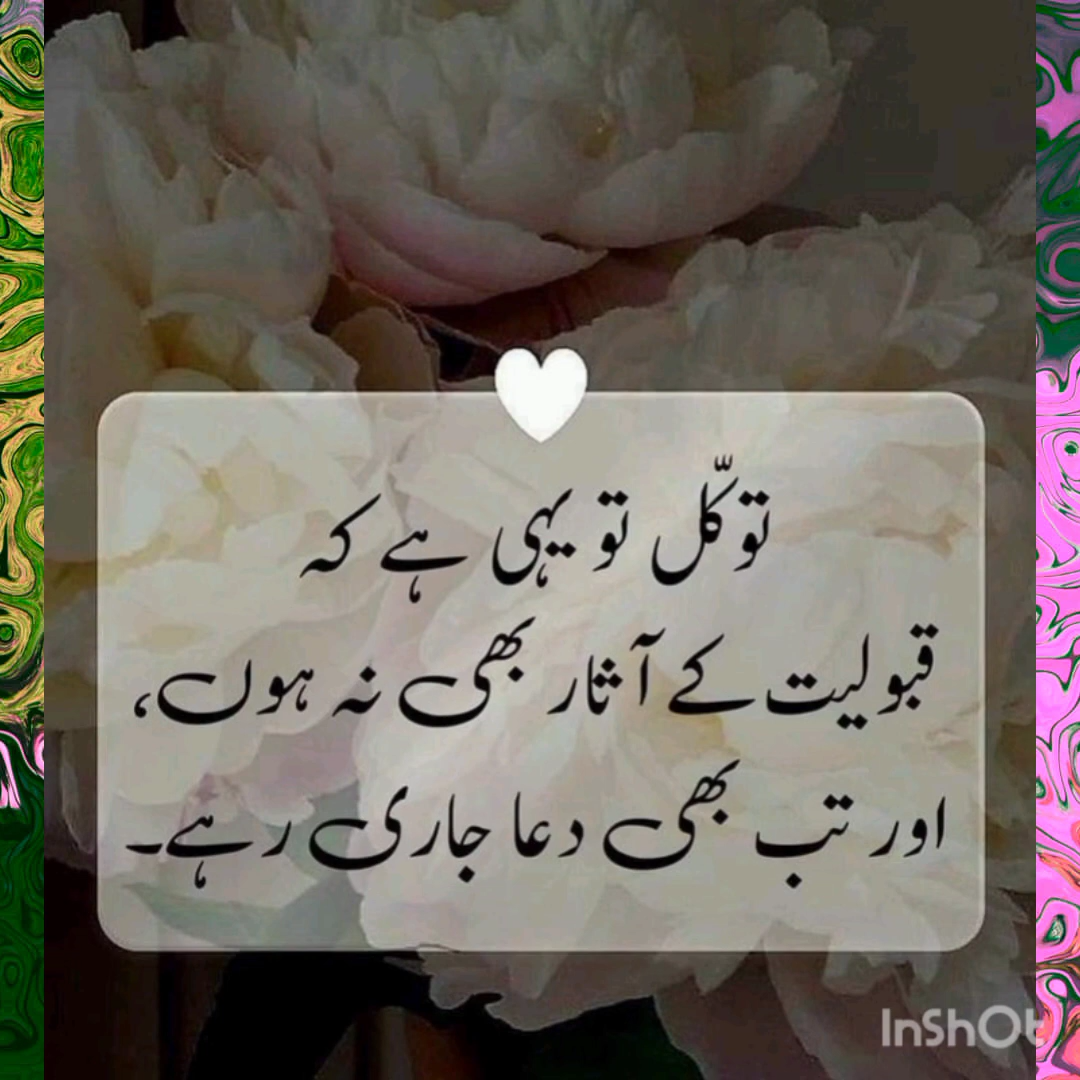 توکّل تو یہی ہے کہ
قبولیت کے آثار بھی نہ ہوں،
اور تب بھی دعا جاری رہے۔
InShOt